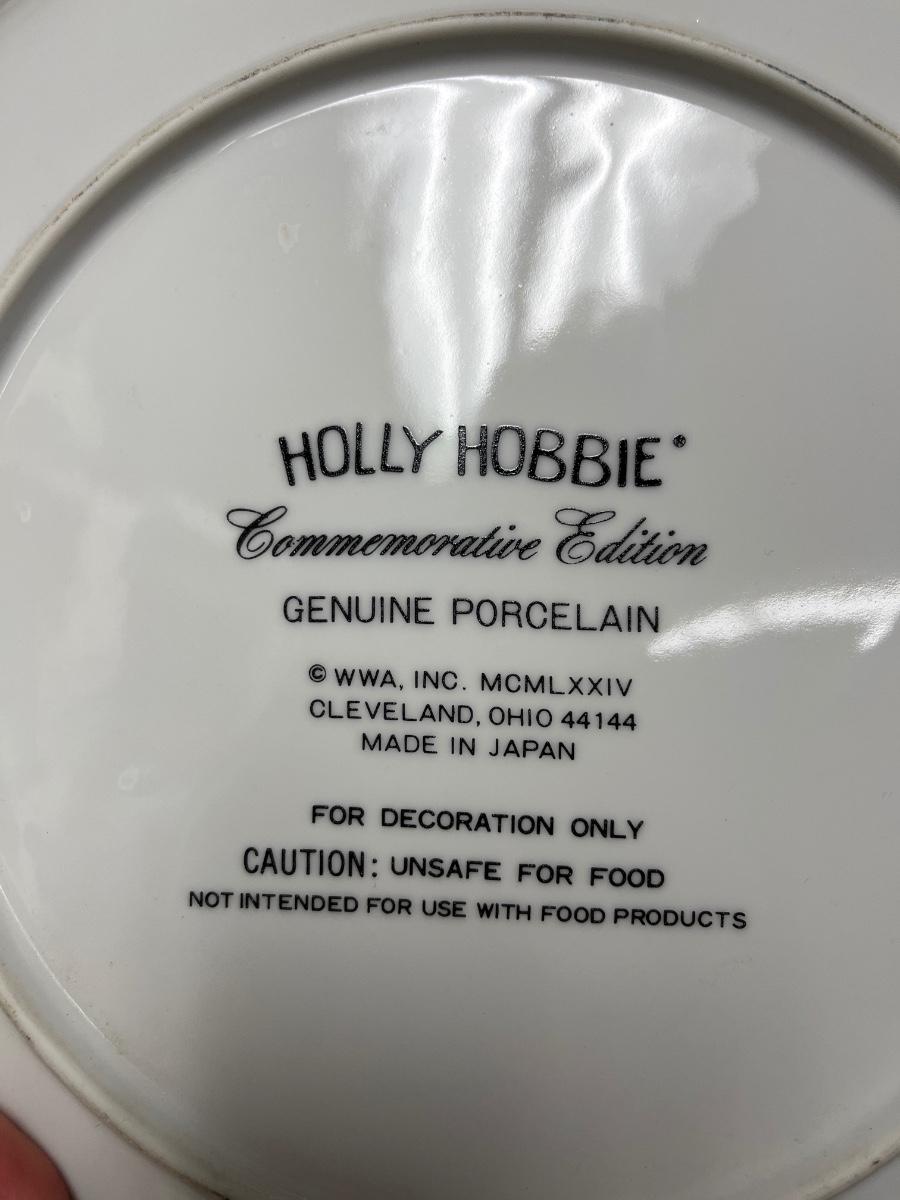 HOLLY HOBBIE®
Commemorative Edition
GENUINE PORCELAIN
© WWA, INC. MCMLXXIV
CLEVELAND, OHIO 44144
MADE IN JAPAN
FOR DECORATION ONLY
CAUTION: UNSAFE FOR FOOD
NOT INTENDED FOR USE WITH FOOD PRODUCTS